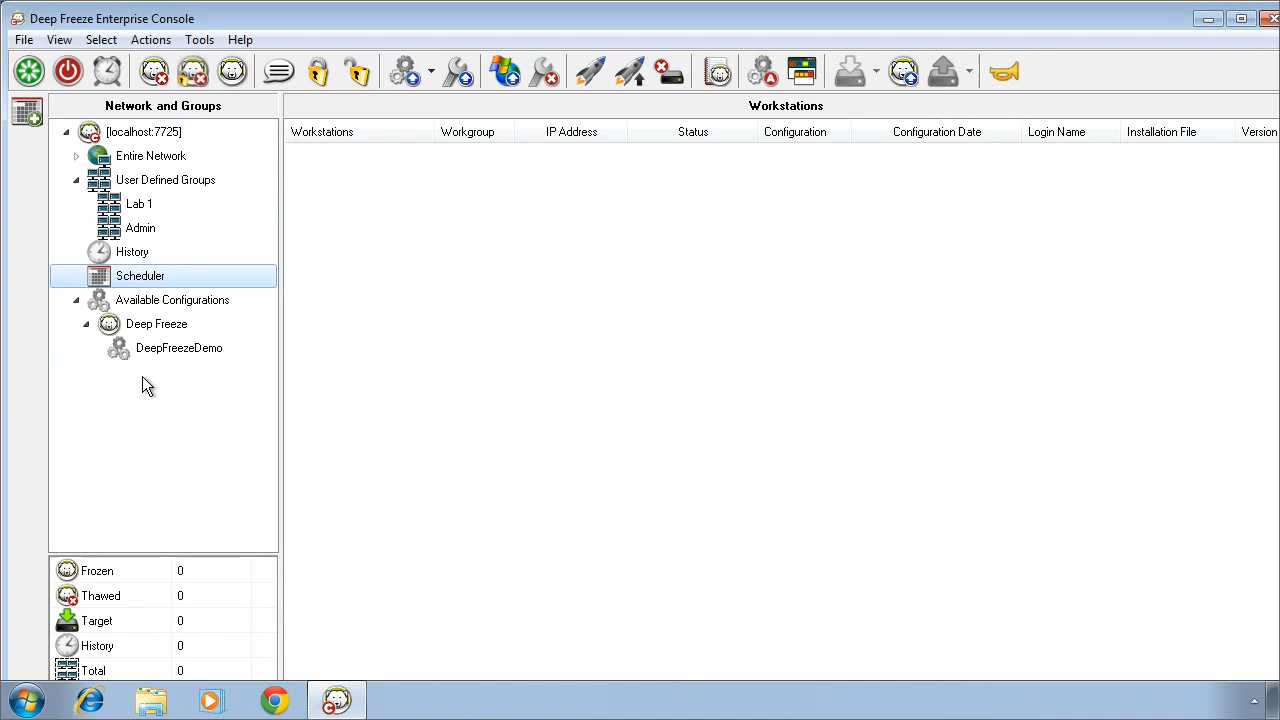 Deep Freeze Enterprise Console
File View Select Actions Tools Help
Network and Groups
Workstations
[localhost:7725]
Entire Network
User Defined Groups
Lab 1
Admin
History
Scheduler
Available Configurations
Deep Freeze
DeepFreezeDemo
Workstations Workgroup IP Address Status Configuration Configuration Date Login Name Installation File Version
Frozen 0
Thawed 0
Target 0
History 0
Total 0